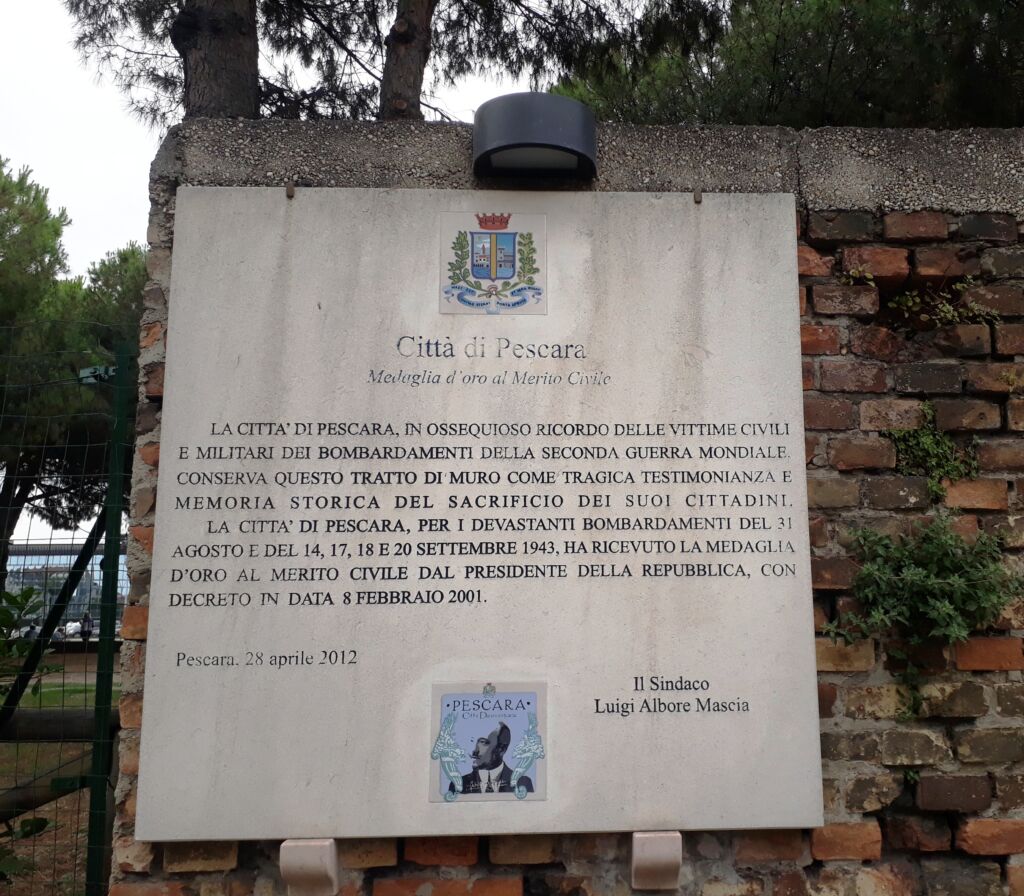 Città di Pescara
Medaglia d'oro al Merito Civile
LA CITTA' DI PESCARA, IN OSSEQUIOSO RICORDO DELLE VITTIME CIVILI
E MILITARI DEI BOMBARDAMENTI DELLA SECONDA GUERRA MONDIALE.
CONSERVA QUESTO TRATTO DI MURO COME TRAGICA TESTIMONIANZA E
MEMORIA STORICA DEL SACRIFICIO DEI SUOI CITTADINI.
LA CITTA' DI PESCARA, PER I DEVASTANTI BOMBARDAMENTI DEL 31
AGOSTO E DEL 14, 17, 18 E 20 SETTEMBRE 1943, HA RICEVUTO LA MEDAGLIA
D'ORO AL MERITO CIVILE DAL PRESIDENTE DELLA REPUBBLICA, CON
DECRETO IN DATA 8 FEBBRAIO 2001.
Pescara, 28 aprile 2012
Il Sindaco
Luigi Albore Mascia
•PESCARA•
Città Dannunziana